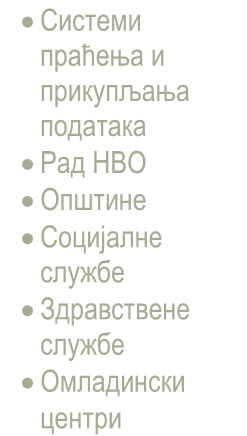 • Системи
праћења и
прикупљања
података
• Рад НВО
• Општине
• Социјалне
службе
• Здравствене
службе
• Омладински
центри